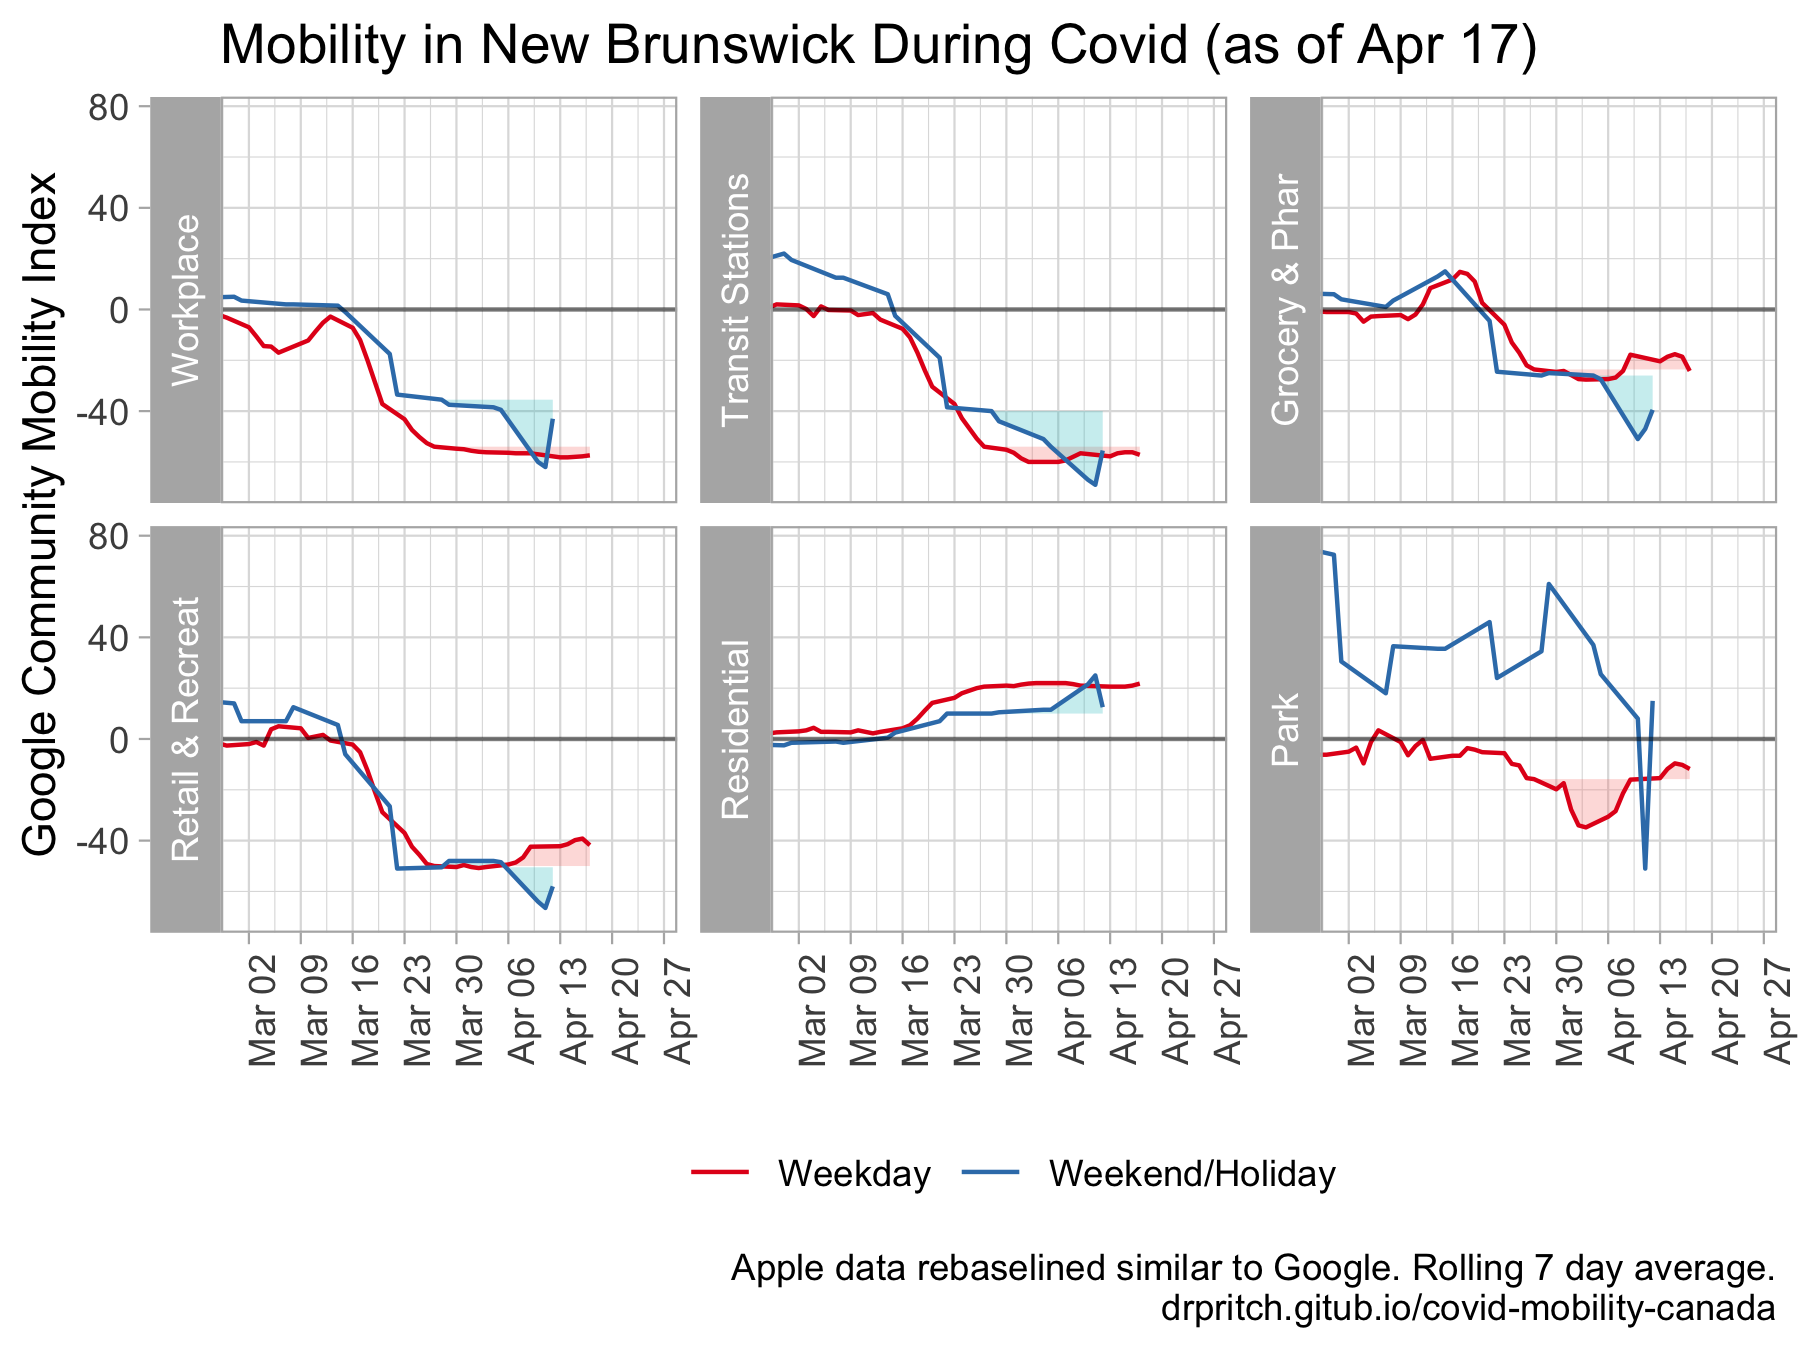 Mobility in New Brunswick During Covid (as of Apr 17)
Google Community Mobility Index
80
40
0
-40
Workplace
Transit Stations
Grocery & Phar
80
40
0
-40
Retail & Recreat
Residential
Park
Mar 02
Mar 09
Mar 16
Mar 23
Mar 30
Apr 06
Apr 13
Apr 20
Apr 27
Mar 02
Mar 09
Mar 16
Mar 23
Mar 30
Apr 06
Apr 13
Apr 20
Apr 27
Mar 02
Mar 09
Mar 16
Mar 23
Mar 30
Apr 06
Apr 13
Apr 20
Apr 27
Weekday
Weekend/Holiday
Apple data rebaselined similar to Google. Rolling 7 day average.
drpritch.gitub.io/covid-mobility-canada